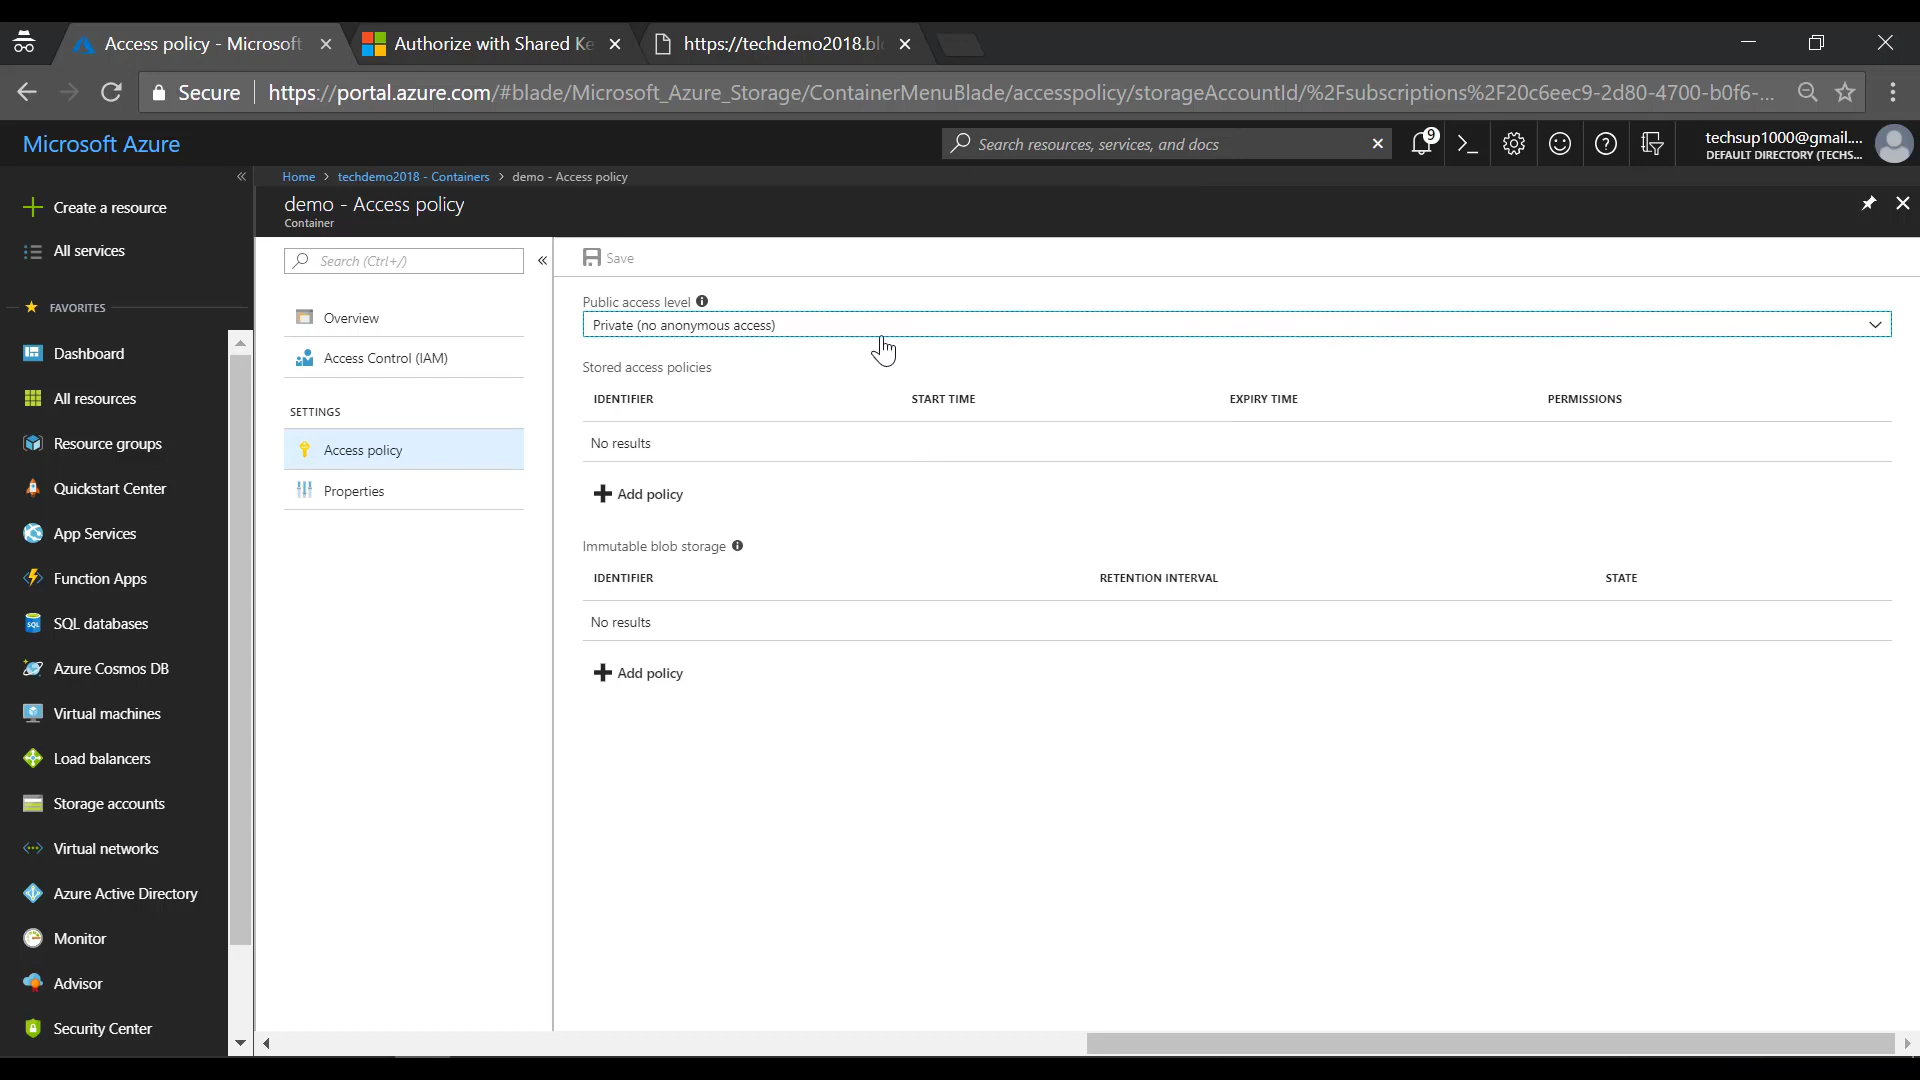 Access policy - Microsoft
Authorize with Shared Ke
https://techdemo2018.bl
Secure
https://portal.azure.com/#blade/Microsoft_Azure_Storage/ContainerMenuBlade/accesspolicy/storageAccountId/%2Fsubscriptions%2F20c6eec9-2d80-4700-b0f6-...
Microsoft Azure
Search resources, services, and docs
9
techsup1000@gmail....
DEFAULT DIRECTORY (TECHS...
Home > techdemo2018 - Containers > demo - Access policy
demo - Access policy
Container
Create a resource
All services
FAVORITES
Dashboard
All resources
Resource groups
Quickstart Center
App Services
Function Apps
SQL databases
Azure Cosmos DB
Virtual machines
Load balancers
Storage accounts
Virtual networks
Azure Active Directory
Monitor
Advisor
Security Center
Search (Ctrl+/)
Overview
Access Control (IAM)
SETTINGS
Access policy
Properties
Save
Public access level
Private (no anonymous access)
Stored access policies
IDENTIFIER START TIME EXPIRY TIME PERMISSIONS
No results
Add policy
Immutable blob storage
IDENTIFIER RETENTION INTERVAL STATE
No results
Add policy